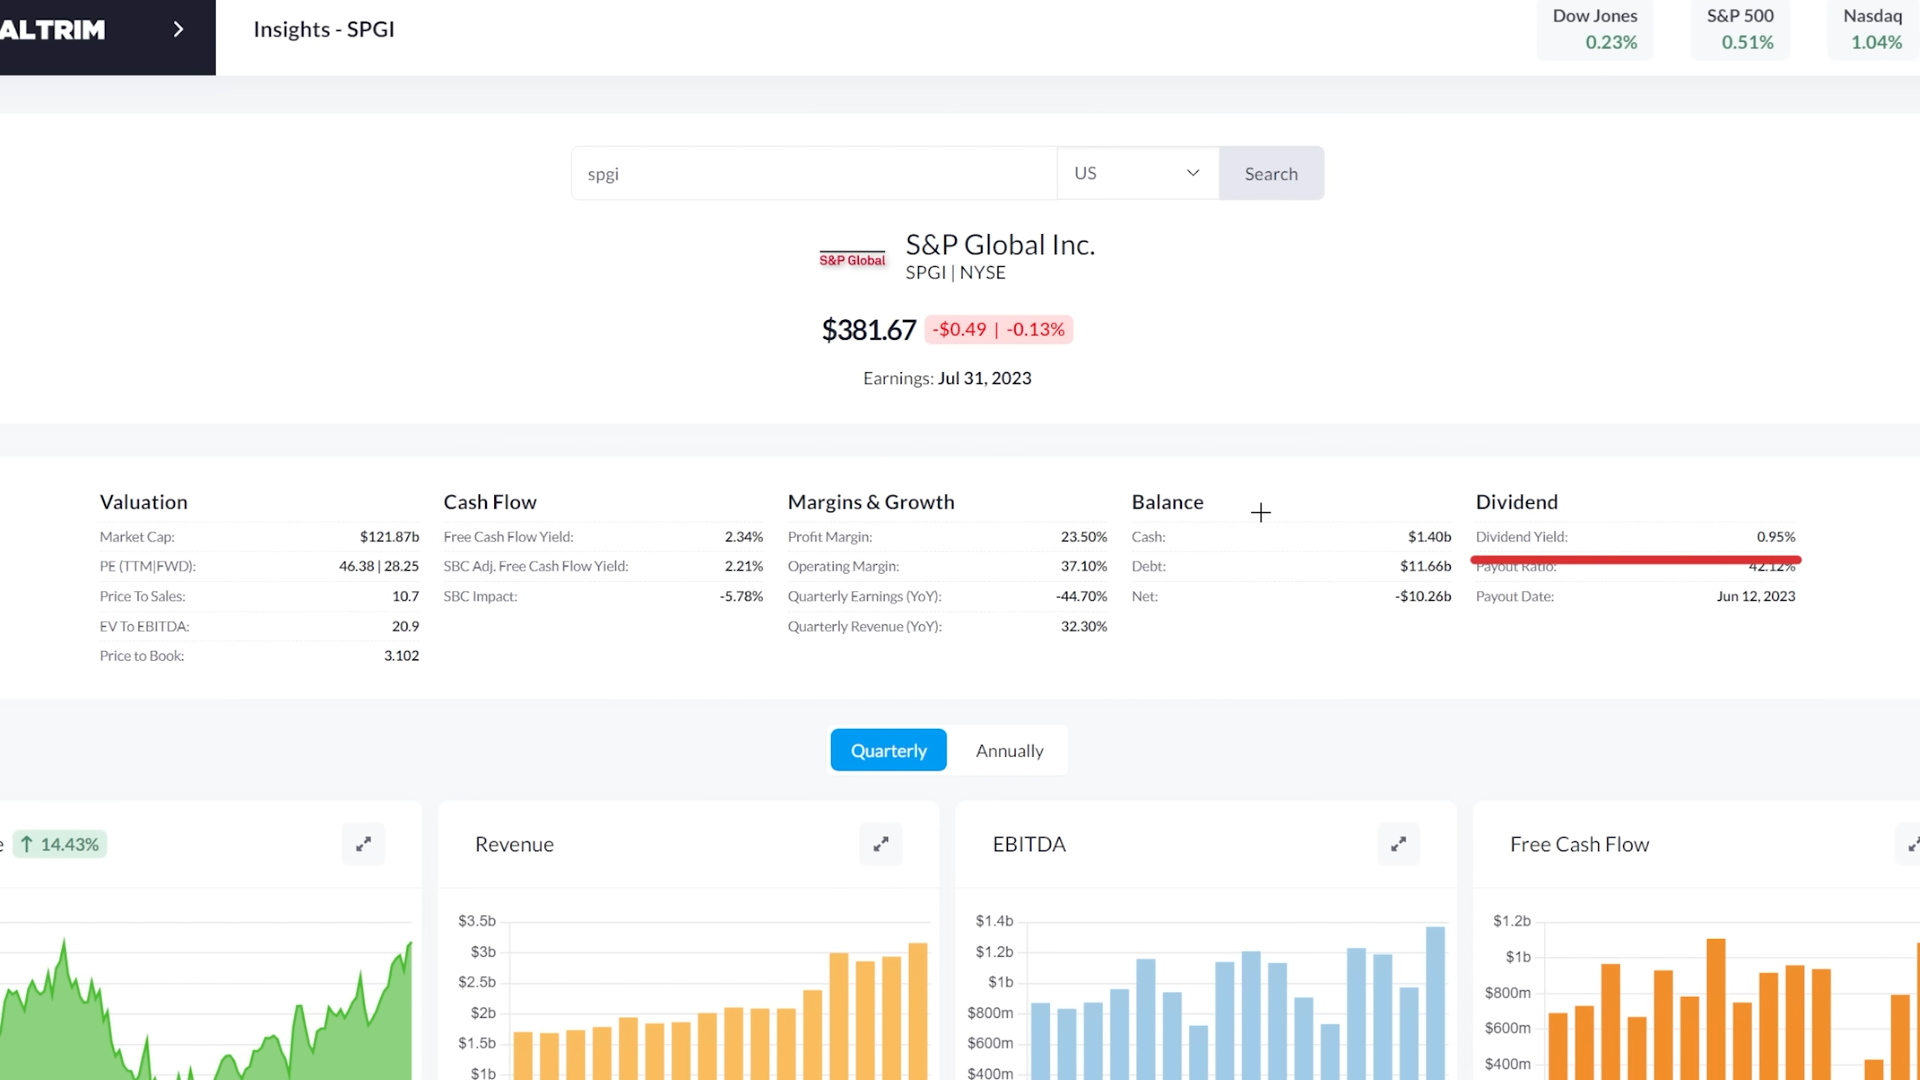 ALTRIM
Insights - SPGI
Dow Jones
0.23%
S&P 500
0.51%
Nasdaq
1.04%
spgi
US
Search
S&P Global
S&P Global Inc.
SPGI | NYSE
$381.67
-$0.49 | -0.13%
Earnings: Jul 31, 2023
Valuation
Market Cap: $121.87b
PE (TTM|FWD): 46.38 | 28.25
Price To Sales: 10.7
EV To EBITDA: 20.9
Price to Book: 3.102
Cash Flow
Free Cash Flow Yield: 2.34%
SBC Adj. Free Cash Flow Yield: 2.21%
SBC Impact: -5.78%
Margins & Growth
Profit Margin: 23.50%
Operating Margin: 37.10%
Quarterly Earnings (YoY): -44.70%
Quarterly Revenue (YoY): 32.30%
Balance
Cash: $1.40b
Debt: $11.66b
Net: -$10.26b
Dividend
Dividend Yield: 0.95%
Payout Ratio: 42.12%
Payout Date: Jun 12, 2023
Quarterly
Annually
e
14.43%
Revenue
$3.5b
$3b
$2.5b
$2b
$1.5b
$1b
EBITDA
$1.4b
$1.2b
$1b
$800m
$600m
$400m
Free Cash Flow
$1.2b
$1b
$800m
$600m
$400m